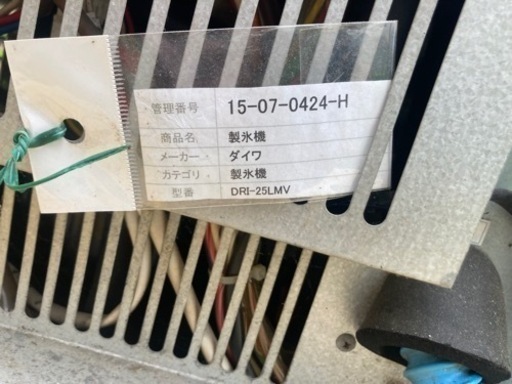 管理番号 15-07-0424-H
商品名 製氷機
メーカー ダイワ
カテゴリ 製氷機
型番 DRI-25LMV